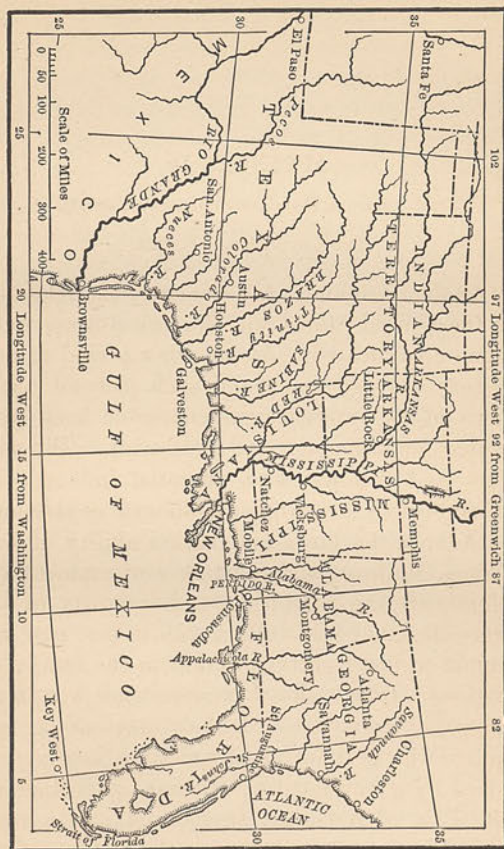 102
97 Longitude West 92 from Greenwich 87
82
Santa Fe
35
INDIAN
TERRITORY
ARKANSAS R.
ARKANSAS
Little Rock
Memphis
MISSISSIPPI R.
MISSISSIPPI
ALABAMA
GEORGIA
Atlanta
Charleston
Savannah R.
Savannah
El Paso
Pecos R.
TEXAS
BRAZOS R.
Trinity R.
SABINE R.
RED R.
LOUISIANA
Vicksburg
Natchez
Alabama R.
Montgomery
Mobile
PERDIDO R.
Pensacola
Appalachicola R
St. Augustine
St. Johns R.
FLORIDA
30
30
RIO GRANDE
Austin
Colorado R.
San Antonio
Houston
Galveston
Nueces R.
NEW ORLEANS
ATLANTIC
OCEAN
MEXICO
Brownsville
GULF OF MEXICO
Key West
Strait of Florida
Scale of Miles
0 50 100 200 300 400
25
25
20 Longitude West 15 from Washington 10
5